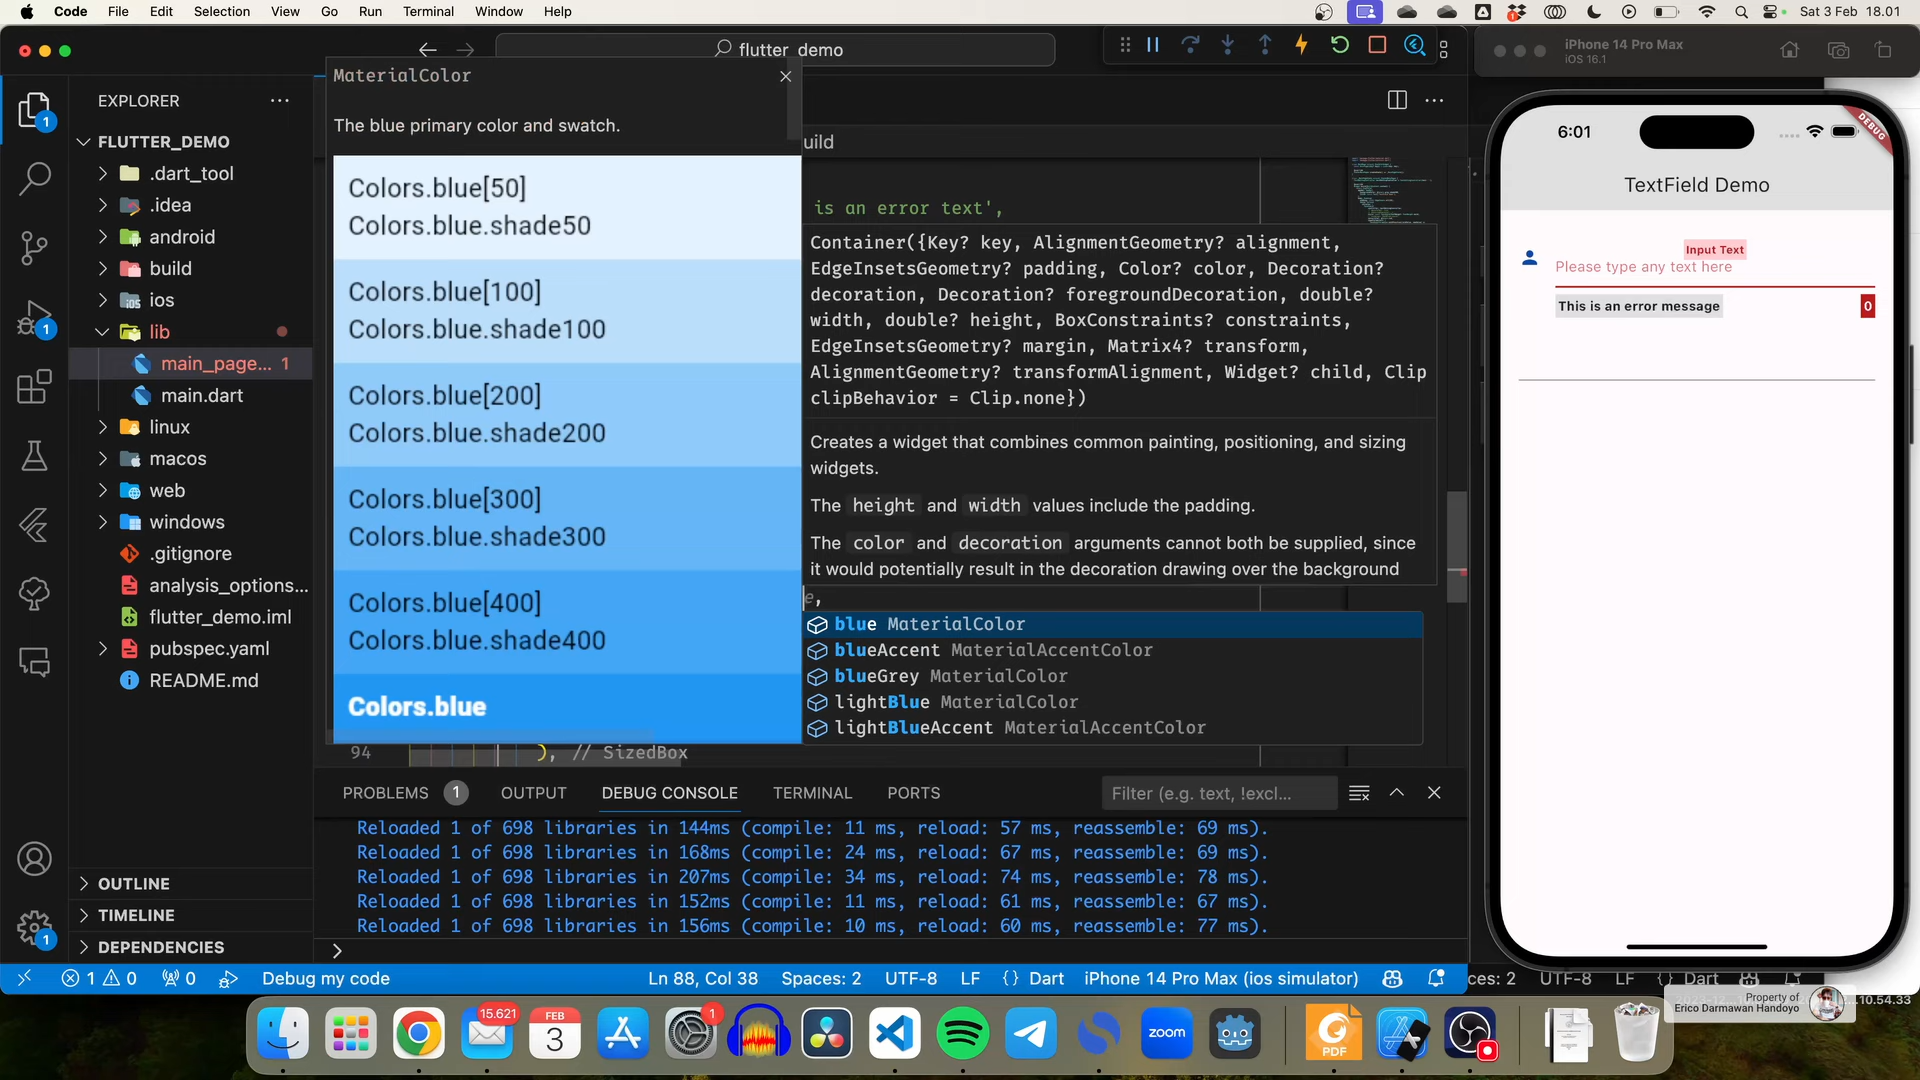 Code File Edit Selection View Go Run Terminal Window Help
Sat 3 Feb 18.01
flutter_demo
iPhone 14 Pro Max
iOS 16.1
EXPLORER
FLUTTER_DEMO
.dart_tool
.idea
android
build
ios
lib
main_page... 1
main.dart
linux
macos
web
windows
.gitignore
analysis_options...
flutter_demo.iml
pubspec.yaml
README.md
OUTLINE
TIMELINE
DEPENDENCIES
1
1
1
MaterialColor
The blue primary color and swatch.
Colors.blue[50]
Colors.blue.shade50
Colors.blue[100]
Colors.blue.shade100
Colors.blue[200]
Colors.blue.shade200
Colors.blue[300]
Colors.blue.shade300
Colors.blue[400]
Colors.blue.shade400
Colors.blue
uild
is an error text',
Container({Key? key, AlignmentGeometry? alignment,
EdgeInsetsGeometry? padding, Color? color, Decoration?
decoration, Decoration? foregroundDecoration, double?
width, double? height, BoxConstraints? constraints,
EdgeInsetsGeometry? margin, Matrix4? transform,
AlignmentGeometry? transformAlignment, Widget? child, Clip
clipBehavior = Clip.none})
Creates a widget that combines common painting, positioning, and sizing
widgets.
The height and width values include the padding.
The color and decoration arguments cannot both be supplied, since
it would potentially result in the decoration drawing over the background
e,
blue MaterialColor
blueAccent MaterialAccentColor
blueGrey MaterialColor
lightBlue MaterialColor
lightBlueAccent MaterialAccentColor
94 ), // SizedBox
PROBLEMS 1 OUTPUT DEBUG CONSOLE TERMINAL PORTS
Filter (e.g. text, !excl...
Reloaded 1 of 698 libraries in 144ms (compile: 11 ms, reload: 57 ms, reassemble: 69 ms).
Reloaded 1 of 698 libraries in 168ms (compile: 24 ms, reload: 67 ms, reassemble: 69 ms).
Reloaded 1 of 698 libraries in 207ms (compile: 34 ms, reload: 74 ms, reassemble: 78 ms).
Reloaded 1 of 698 libraries in 152ms (compile: 11 ms, reload: 61 ms, reassemble: 67 ms).
Reloaded 1 of 698 libraries in 156ms (compile: 10 ms, reload: 60 ms, reassemble: 77 ms).
1 0 0 Debug my code Ln 88, Col 38 Spaces: 2 UTF-8 LF {} Dart iPhone 14 Pro Max (ios simulator)
ces: 2 UTF-8 LF {} Dart
6:01
DEBUG
TextField Demo
Input Text
Please type any text here
This is an error message
0
15.621
FEB
3
1
zoom
PDF
Property of
Erico Darmawan Handoyo
10.54.33